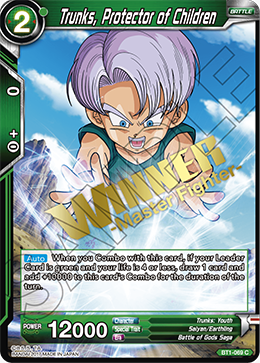 Trunks, Protector of Children
BATTLE
2
0 + 0
WINNER
-Master Fighter-
Auto When you Combo with this card, if your Leader
Card is green and your life is 4 or less, draw 1 card and
add +10000 to this card's Combo for the duration of the
turn.
BT1-069 C
POWER 12000
Character Trunks: Youth
Special Trait Saiyan/Earthling
Era Battle of Gods Saga
MADE IN JAPAN